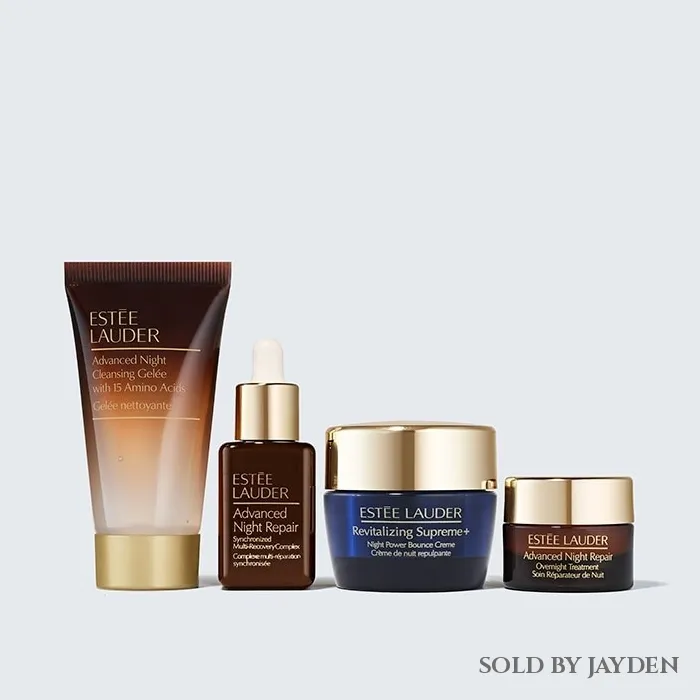 ESTĒE
LAUDER
Advanced Night
Cleansing Gelée
with 15 Amino Acids
Gelée nettoyante
ESTĒE
LAUDER
Advanced
Night Repair
Synchronized
Multi-Recovery Complex
Complexe multi-réparation
synchronisée
ESTĒE LAUDER
Revitalizing Supreme+
Night Power Bounce Creme
Crème de nuit repulpante
ESTĒE LAUDER
Advanced Night Repair
Overnight Treatment
Soin Réparateur de Nuit
SOLD BY JAYDEN